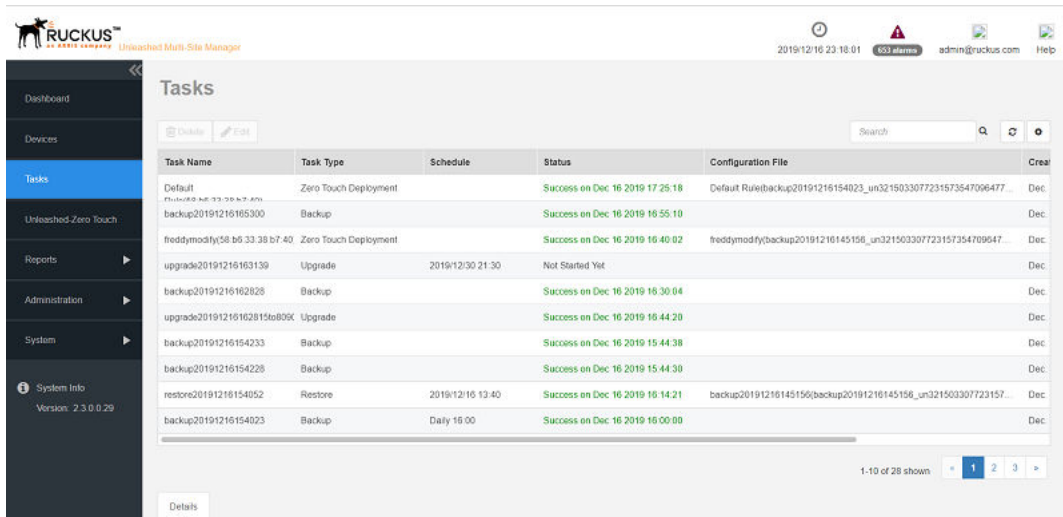 RUCKUS™
an ARRIS company Unleashed Multi-Site Manager
2019/12/16 23:18:01 653 alarms admin@ruckus.com Help
Dashboard
Devices
Tasks
Unleashed-Zero Touch
Reports
Administration
System
System Info
Version: 2.3.0.0.29
Tasks
Delete Edit Search
Task Name Task Type Schedule Status Configuration File Creat
Default Zero Touch Deployment Success on Dec 16 2019 17:25:18 Default Rule(backup20191216154023_un3215033077231573547096477...  Dec
backup20191216165300 Backup Success on Dec 16 2019 16:55:10 Dec
freddymodify(58:b6:33:38:b7:40 Zero Touch Deployment Success on Dec 16 2019 16:40:02 freddymodify(backup20191216145156_un321503307723157354709647... Dec
upgrade20191216163139 Upgrade 2019/12/30 21:30 Not Started Yet Dec
backup20191216162828 Backup Success on Dec 16 2019 16:30:04 Dec
upgrade20191216162815to8090 Upgrade Success on Dec 16 2019 16:44:20 Dec
backup20191216154233 Backup Success on Dec 16 2019 15:44:38 Dec
backup20191216154228 Backup Success on Dec 16 2019 15:44:30 Dec
restore20191216154052 Restore 2019/12/16 13:40 Success on Dec 16 2019 16:14:21 backup20191216145156(backup20191216145156_un321503307723157... Dec
backup20191216154023 Backup Daily 16:00 Success on Dec 16 2019 16:00:00 Dec
1-10 of 28 shown « 1 2 3 »
Details